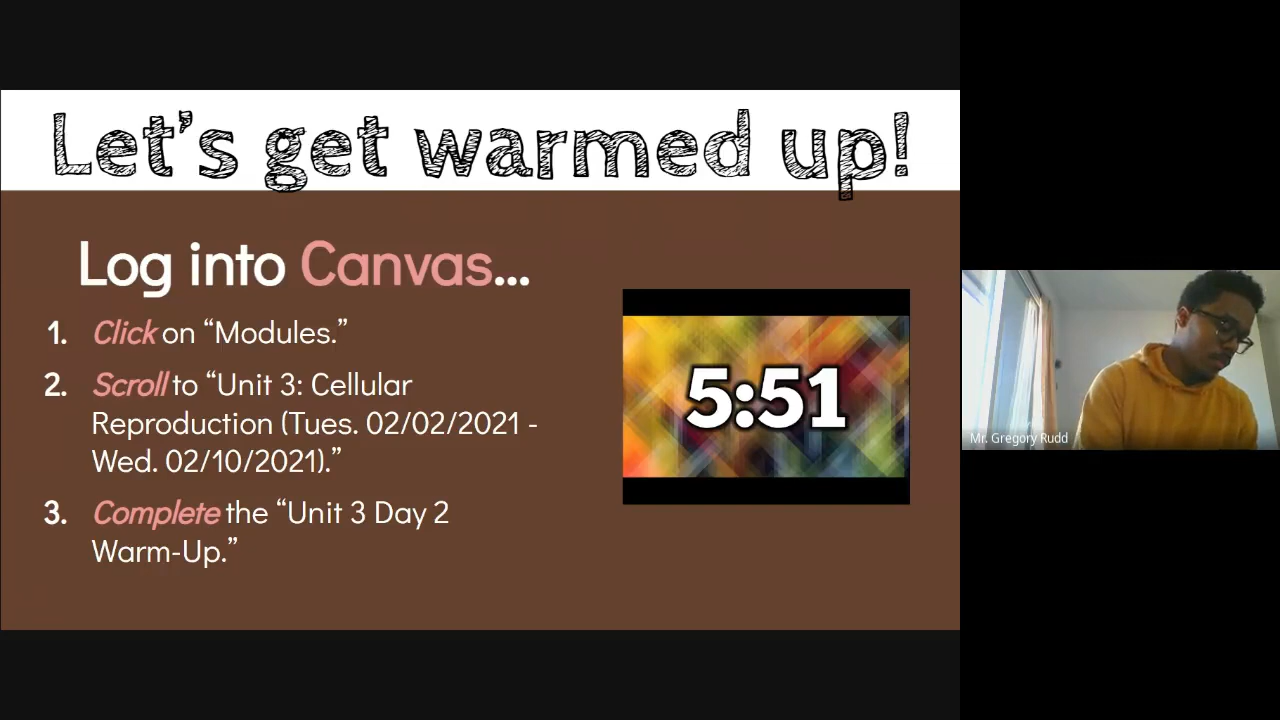 Let's get warmed up!
Log into Canvas...
1. Click on “Modules.”
2. Scroll to “Unit 3: Cellular
Reproduction (Tues. 02/02/2021 -
Wed. 02/10/2021).”
3. Complete the “Unit 3 Day 2
Warm-Up.”
5:51
Mr. Gregory Rudd